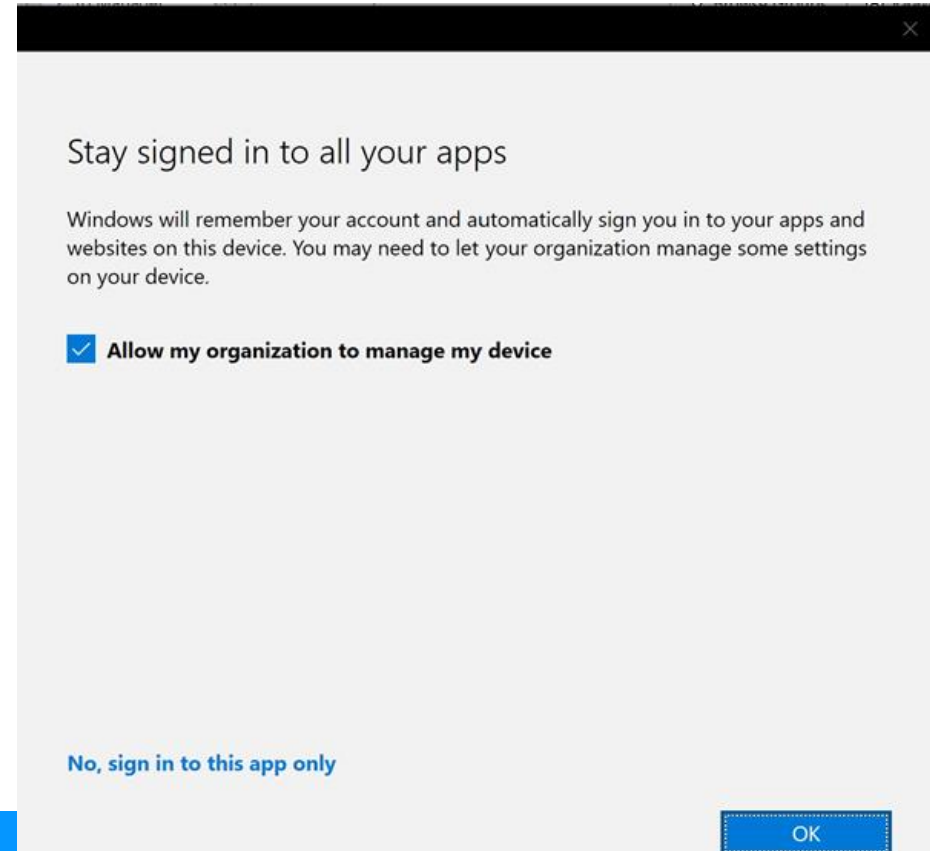 Stay signed in to all your apps
Windows will remember your account and automatically sign you in to your apps and
websites on this device. You may need to let your organization manage some settings
on your device.
Allow my organization to manage my device
No, sign in to this app only
OK